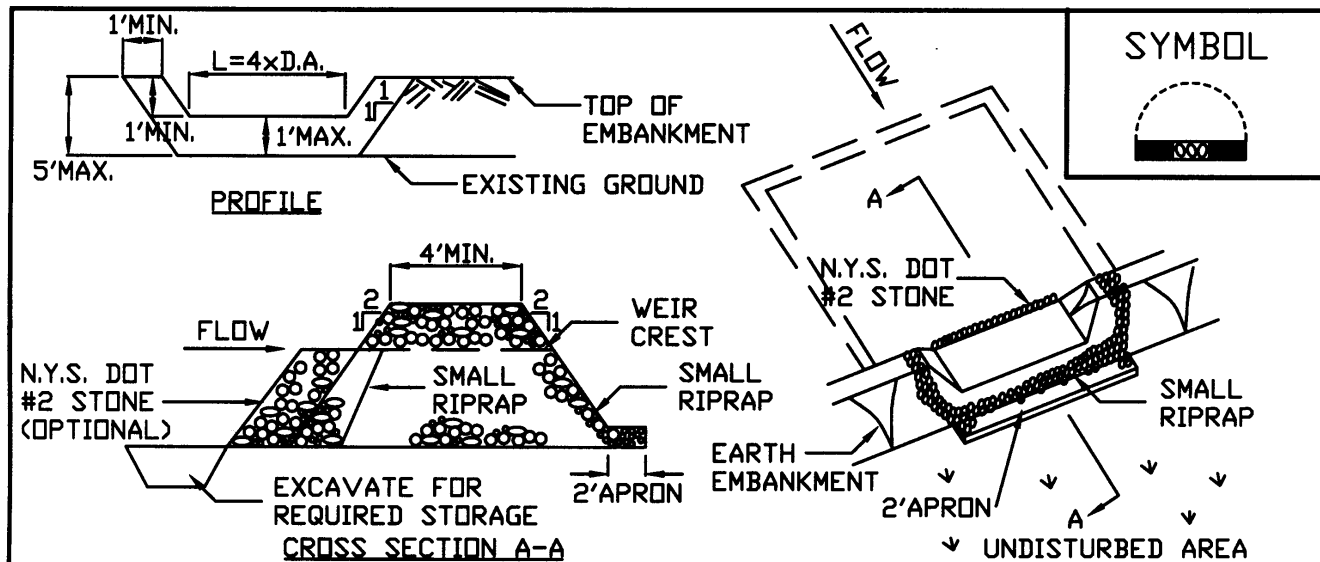 1'MIN.
L=4xD.A.
1
1
TOP OF
EMBANKMENT
1'MIN.
1'MAX.
5'MAX.
EXISTING GROUND
PROFILE
4'MIN.
2
1
2
1
FLOW
WEIR
CREST
N.Y.S. DOT
#2 STONE
(OPTIONAL)
SMALL
RIPRAP
SMALL
RIPRAP
EXCAVATE FOR
REQUIRED STORAGE
2'APRON
CROSS SECTION A-A
FLOW
A
N.Y.S. DOT
#2 STONE
SMALL
RIPRAP
EARTH
EMBANKMENT
2'APRON
A
UNDISTURBED AREA
SYMBOL